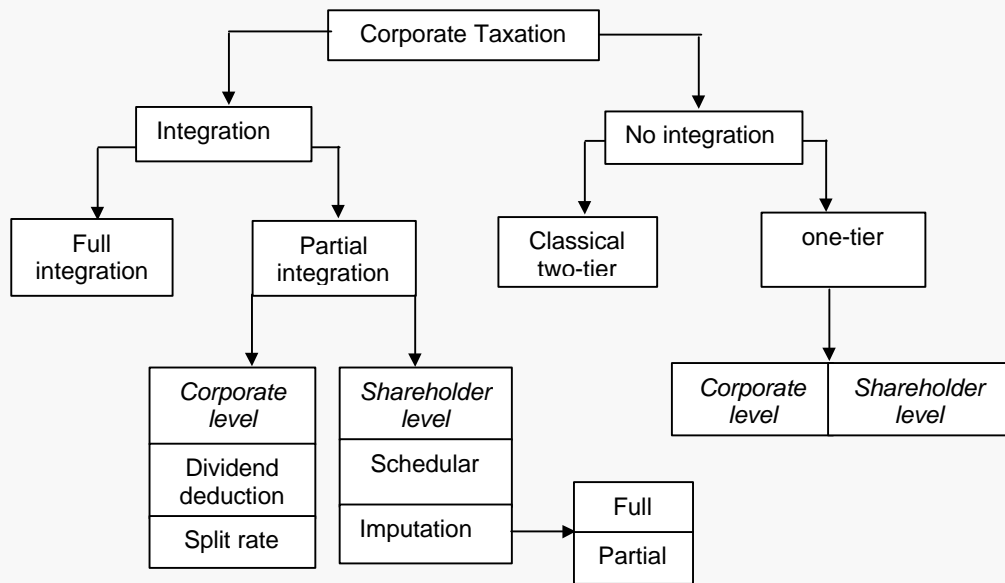 Corporate Taxation
Integration
No integration
Full
integration
Partial
integration
Classical
two-tier
one-tier
Corporate
level
Dividend
deduction
Split rate
Shareholder
level
Schedular
Imputation
Full
Partial
Corporate
level
Shareholder
level